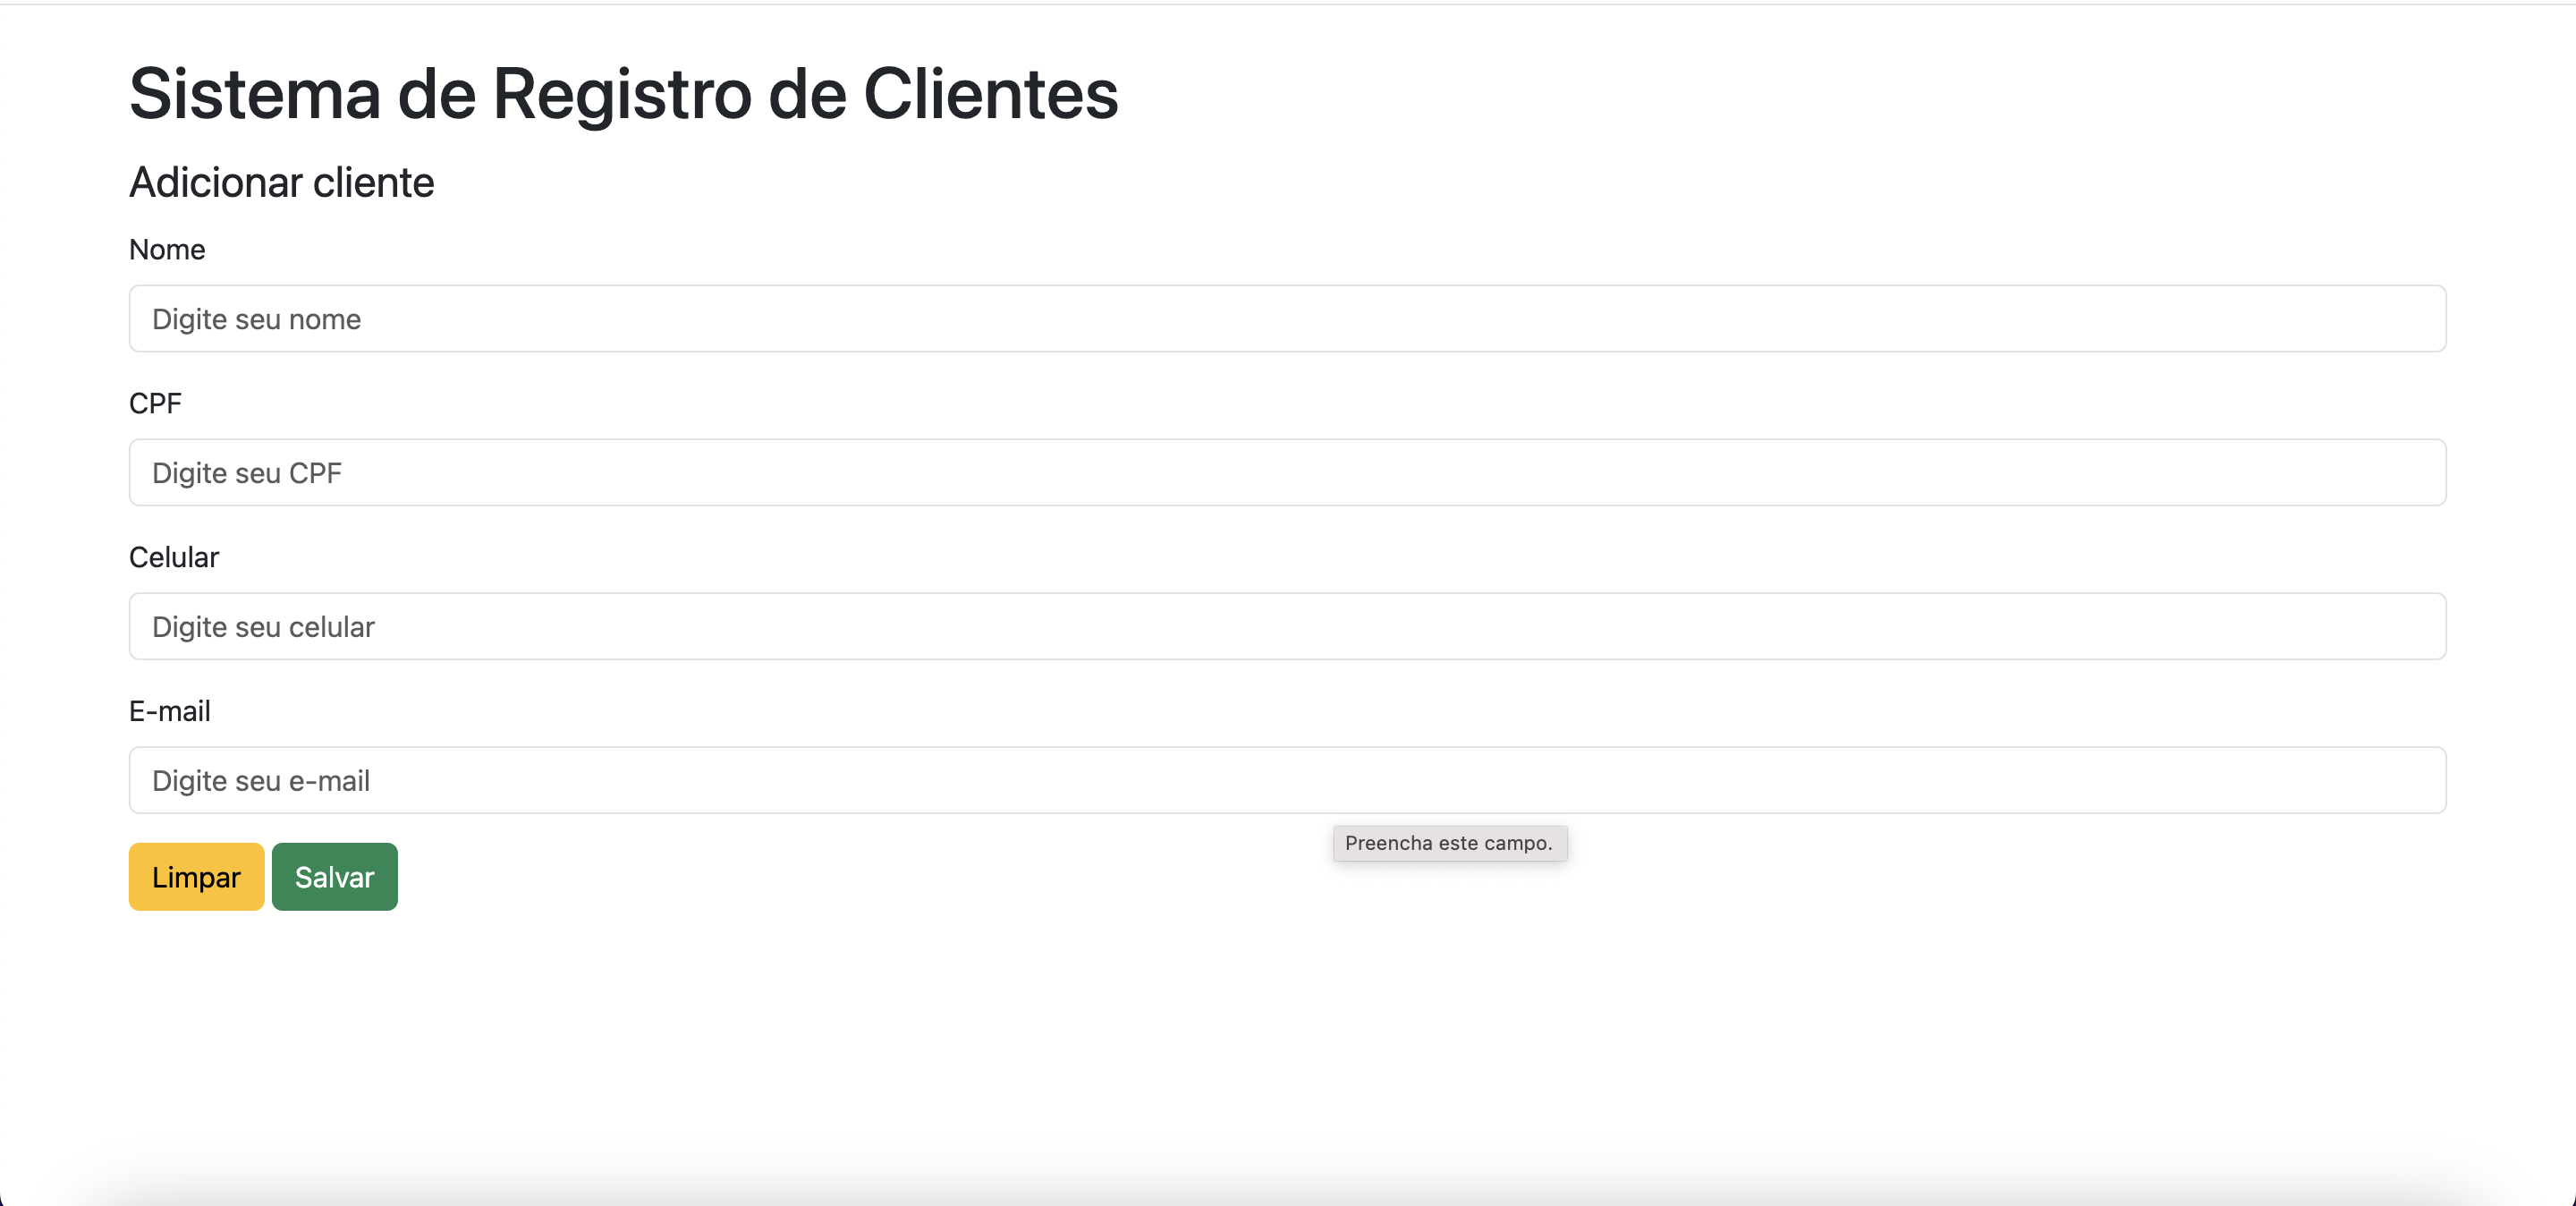 Sistema de Registro de Clientes
Adicionar cliente
Nome
Digite seu nome
CPF
Digite seu CPF
Celular
Digite seu celular
E-mail
Digite seu e-mail
Preencha este campo.
Limpar Salvar